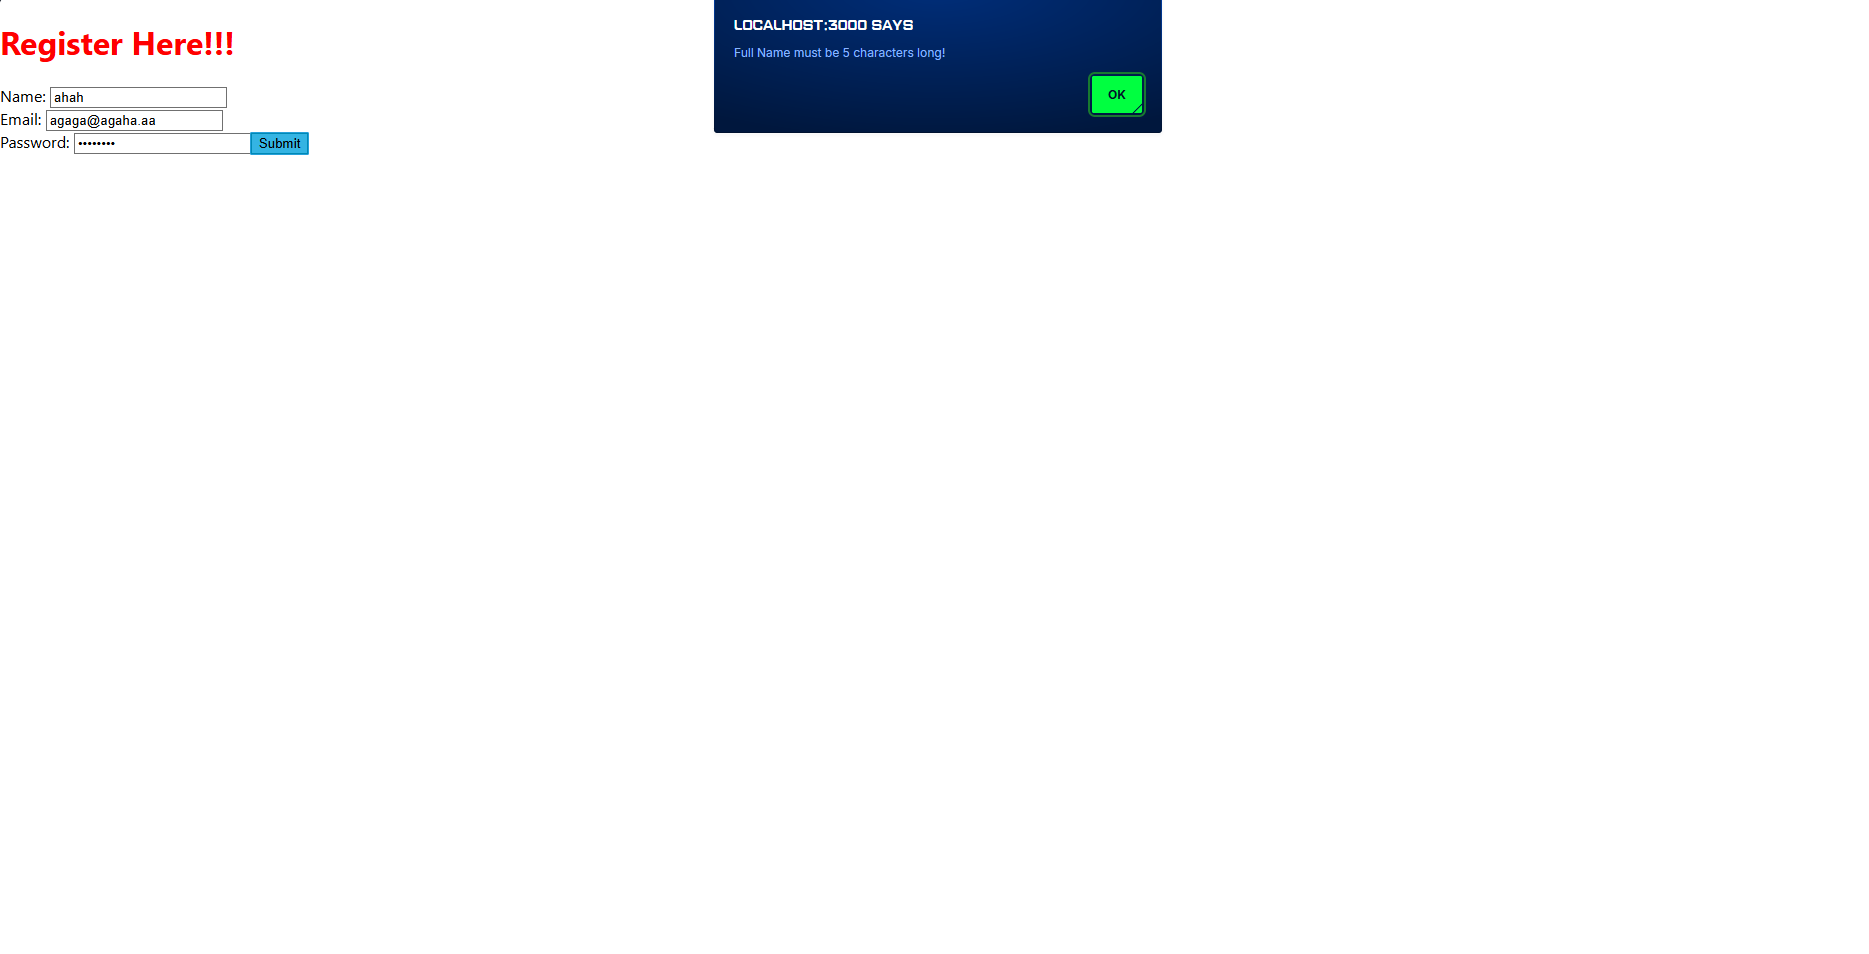 Register Here!!!
Name: ahah
Email: agaga@agaha.aa
Password: ••••••••
Submit
LOCALHOST:3000 SAYS
Full Name must be 5 characters long!
OK